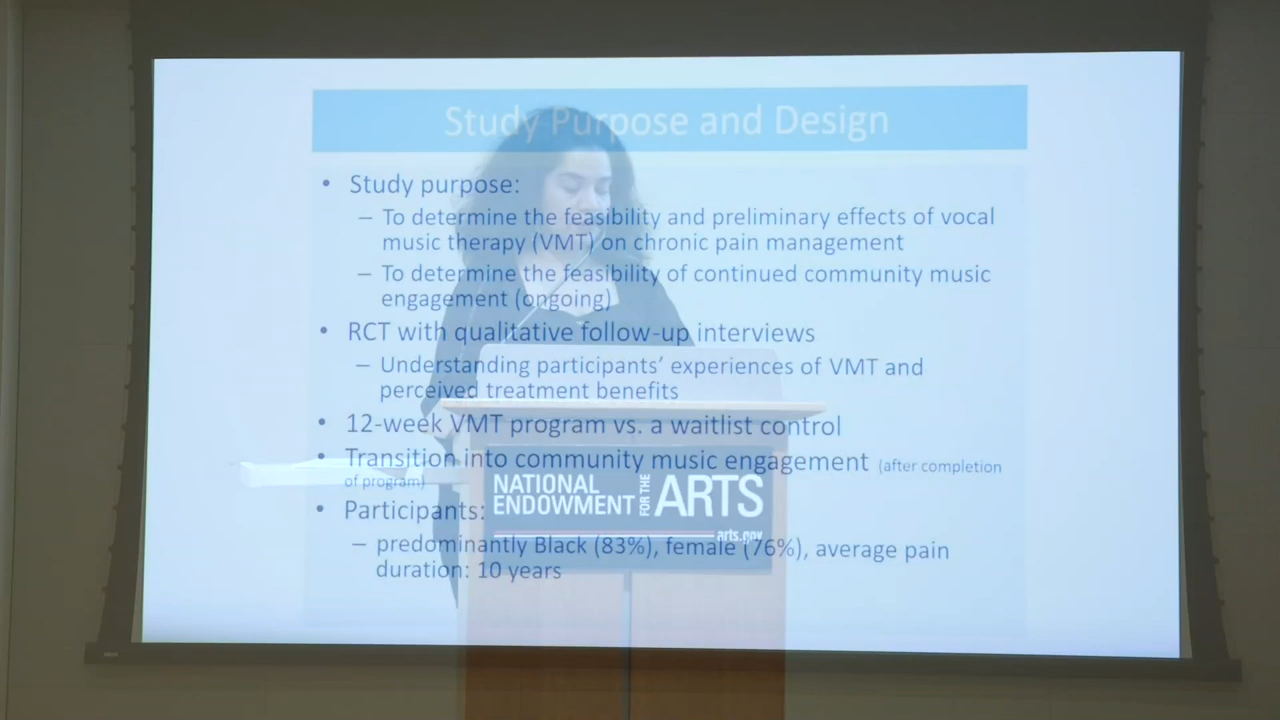 Study Purpose and Design
• Study purpose:
– To determine the feasibility and preliminary effects of vocal
music therapy (VMT) on chronic pain management
– To determine the feasibility of continued community music
engagement (ongoing)
• RCT with qualitative follow-up interviews
– Understanding participants’ experiences of VMT and
perceived treatment benefits
• 12-week VMT program vs. a waitlist control
• Transition into community music engagement (after completion
of program)
• Participants:
– predominantly Black (83%), female (76%), average pain
duration: 10 years
NATIONAL
ENDOWMENT
FOR THE
ARTS
arts.gov